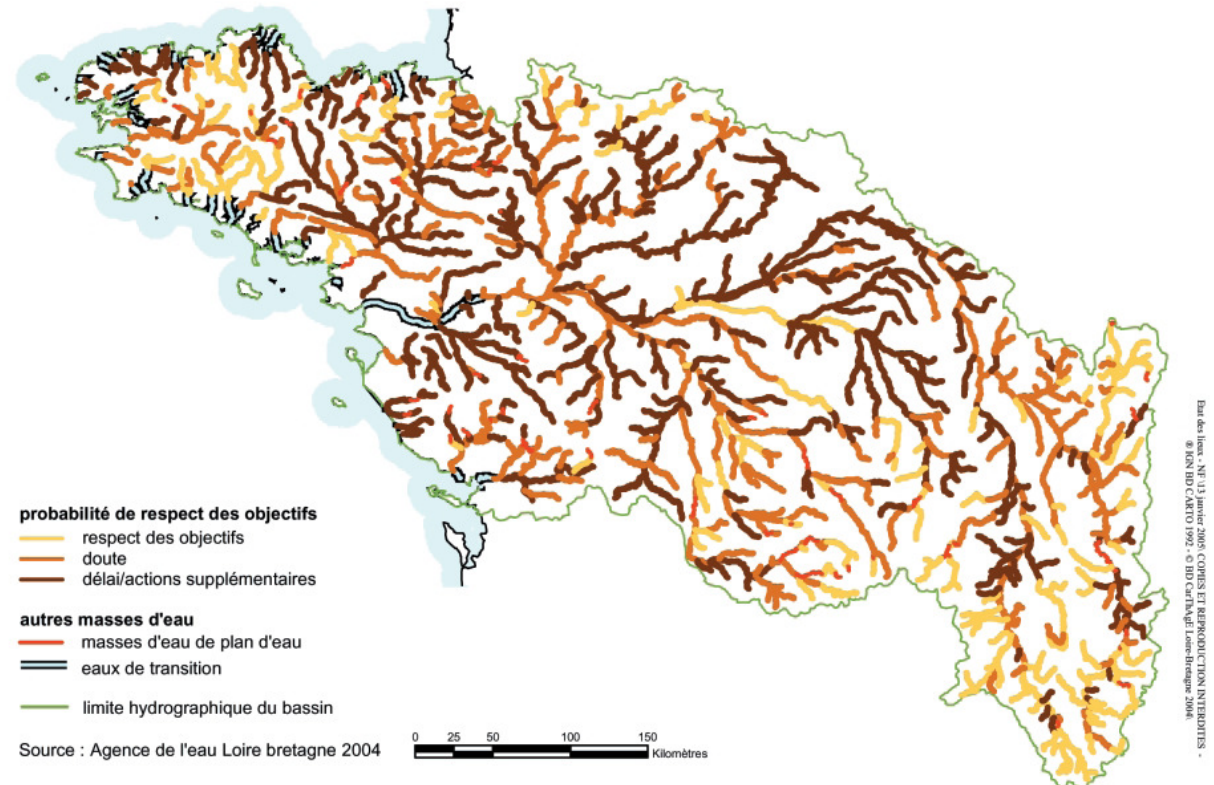 probabilité de respect des objectifs
respect des objectifs
doute
délai/actions supplémentaires
autres masses d'eau
masses d'eau de plan d'eau
eaux de transition
limite hydrographique du bassin
Source : Agence de l'eau Loire bretagne 2004
0 25 50 100 150
Kilomètres
Etat des lieux - NF \13 janvier 2005\ COPIES ET REPRODUCTION INTERDITES -
® IGN BD CARTO 1992 - © BD CarThAgE Loire-Bretagne 2004\